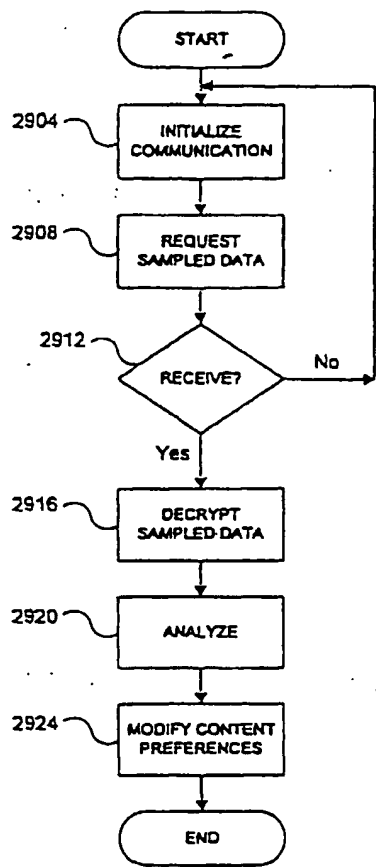 START
2904
INITIALIZE
COMMUNICATION
2908
REQUEST
SAMPLED DATA
2912
RECEIVE?
No
Yes
2916
DECRYPT
SAMPLED DATA
2920
ANALYZE
2924
MODIFY CONTENT
PREFERENCES
END